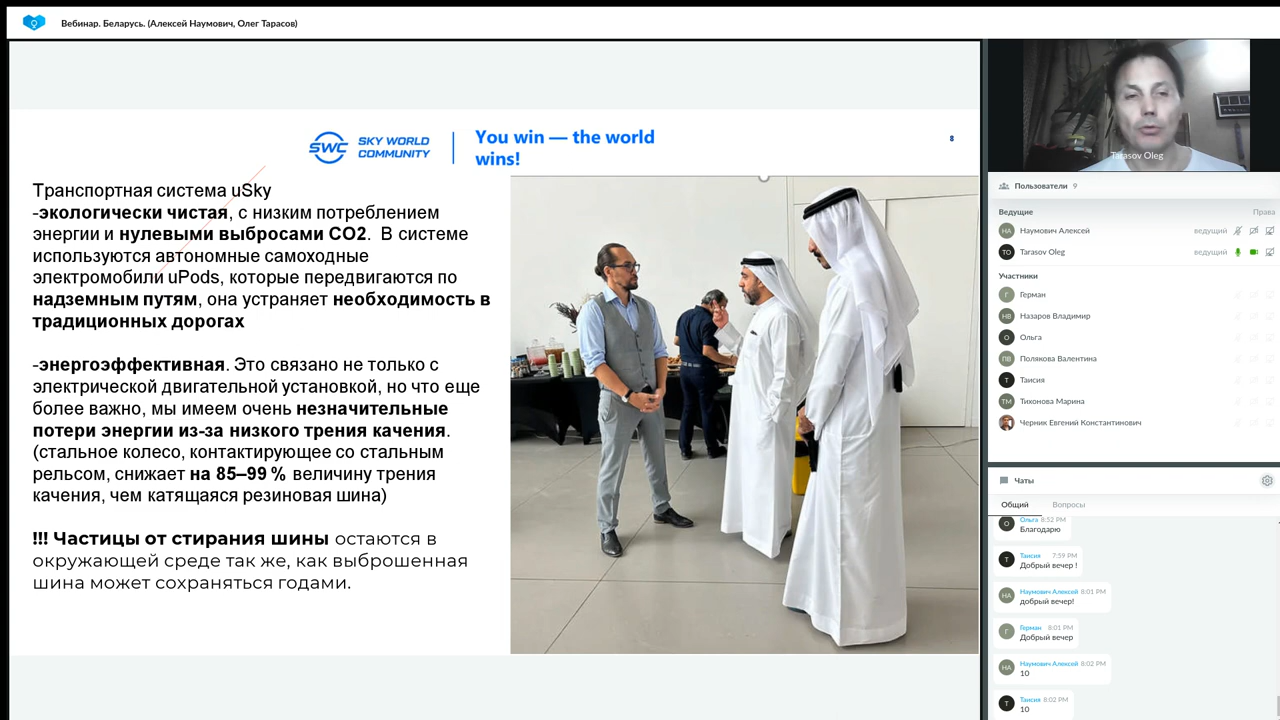 Вебинар. Беларусь. (Алексей Наумович, Олег Тарасов)
SWC
SKY WORLD
COMMUNITY
You win — the world
wins!
8
Транспортная система uSky
-экологически чистая, с низким потреблением
энергии и нулевыми выбросами CO2. В системе
используются автономные самоходные
электромобили uPods, которые передвигаются по
надземным путям, она устраняет необходимость в
традиционных дорогах
-энергоэффективная. Это связано не только с
электрической двигательной установкой, но что еще
более важно, мы имеем очень незначительные
потери энергии из-за низкого трения качения.
(стальное колесо, контактирующее со стальным
рельсом, снижает на 85–99 % величину трения
качения, чем катящаяся резиновая шина)
!!! Частицы от стирания шины остаются в
окружающей среде так же, как выброшенная
шина может сохраняться годами.
Tarasov Oleg
Пользователи 9
Ведущие Права
НА Наумович Алексей ведущий
TO Tarasov Oleg ведущий
Участники
Г Герман
НВ Назаров Владимир
О Ольга
ПВ Полякова Валентина
Т Таисия
ТМ Тихонова Марина
Черник Евгений Константинович
Чаты
Общий Вопросы
О Ольга 8:52 PM
Благодарю
Т Таисия 7:59 PM
Добрый вечер !
НА Наумович Алексей 8:01 PM
добрый вечер!
Г Герман 8:01 PM
Добрый вечер
НА Наумович Алексей 8:02 PM
10
Т Таисия 8:02 PM
10